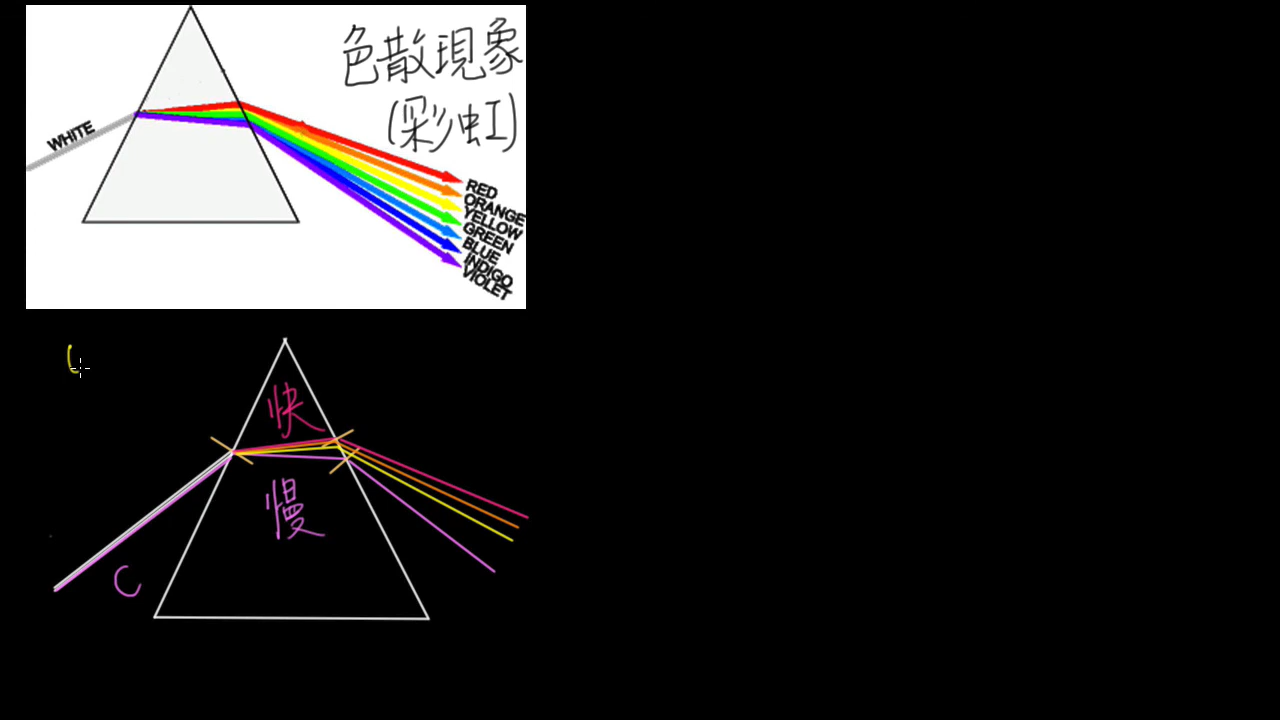 色散現象
(彩虹)
WHITE
RED
ORANGE
YELLOW
GREEN
BLUE
INDIGO
VIOLET
快
慢
C